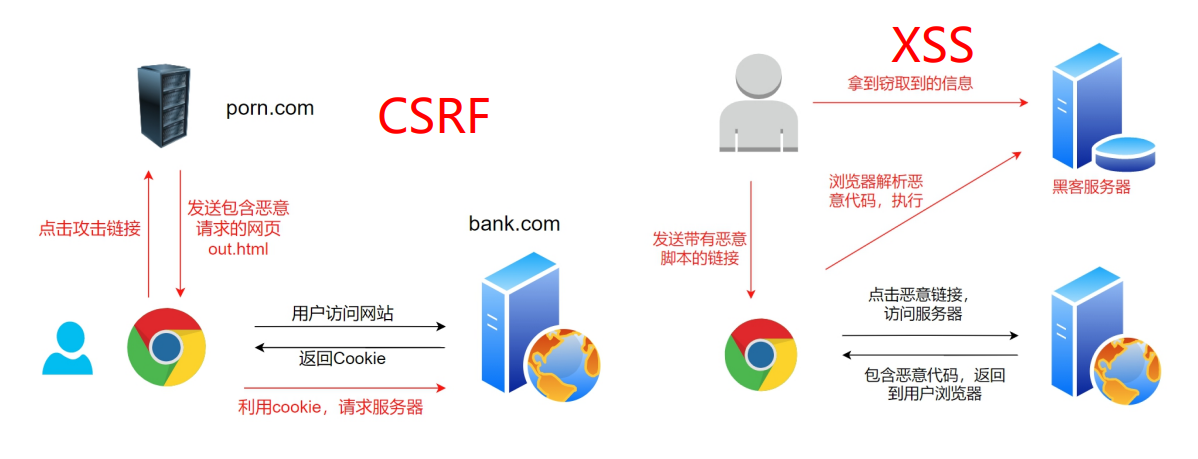 porn.com
CSRF
点击攻击链接
发送包含恶意
请求的网页
out.html
bank.com
用户访问网站
返回Cookie
利用cookie，请求服务器
XSS
拿到窃取到的信息
浏览器解析恶
意代码，执行
黑客服务器
发送带有恶意
脚本的链接
点击恶意链接，
访问服务器
包含恶意代码，返回
到用户浏览器